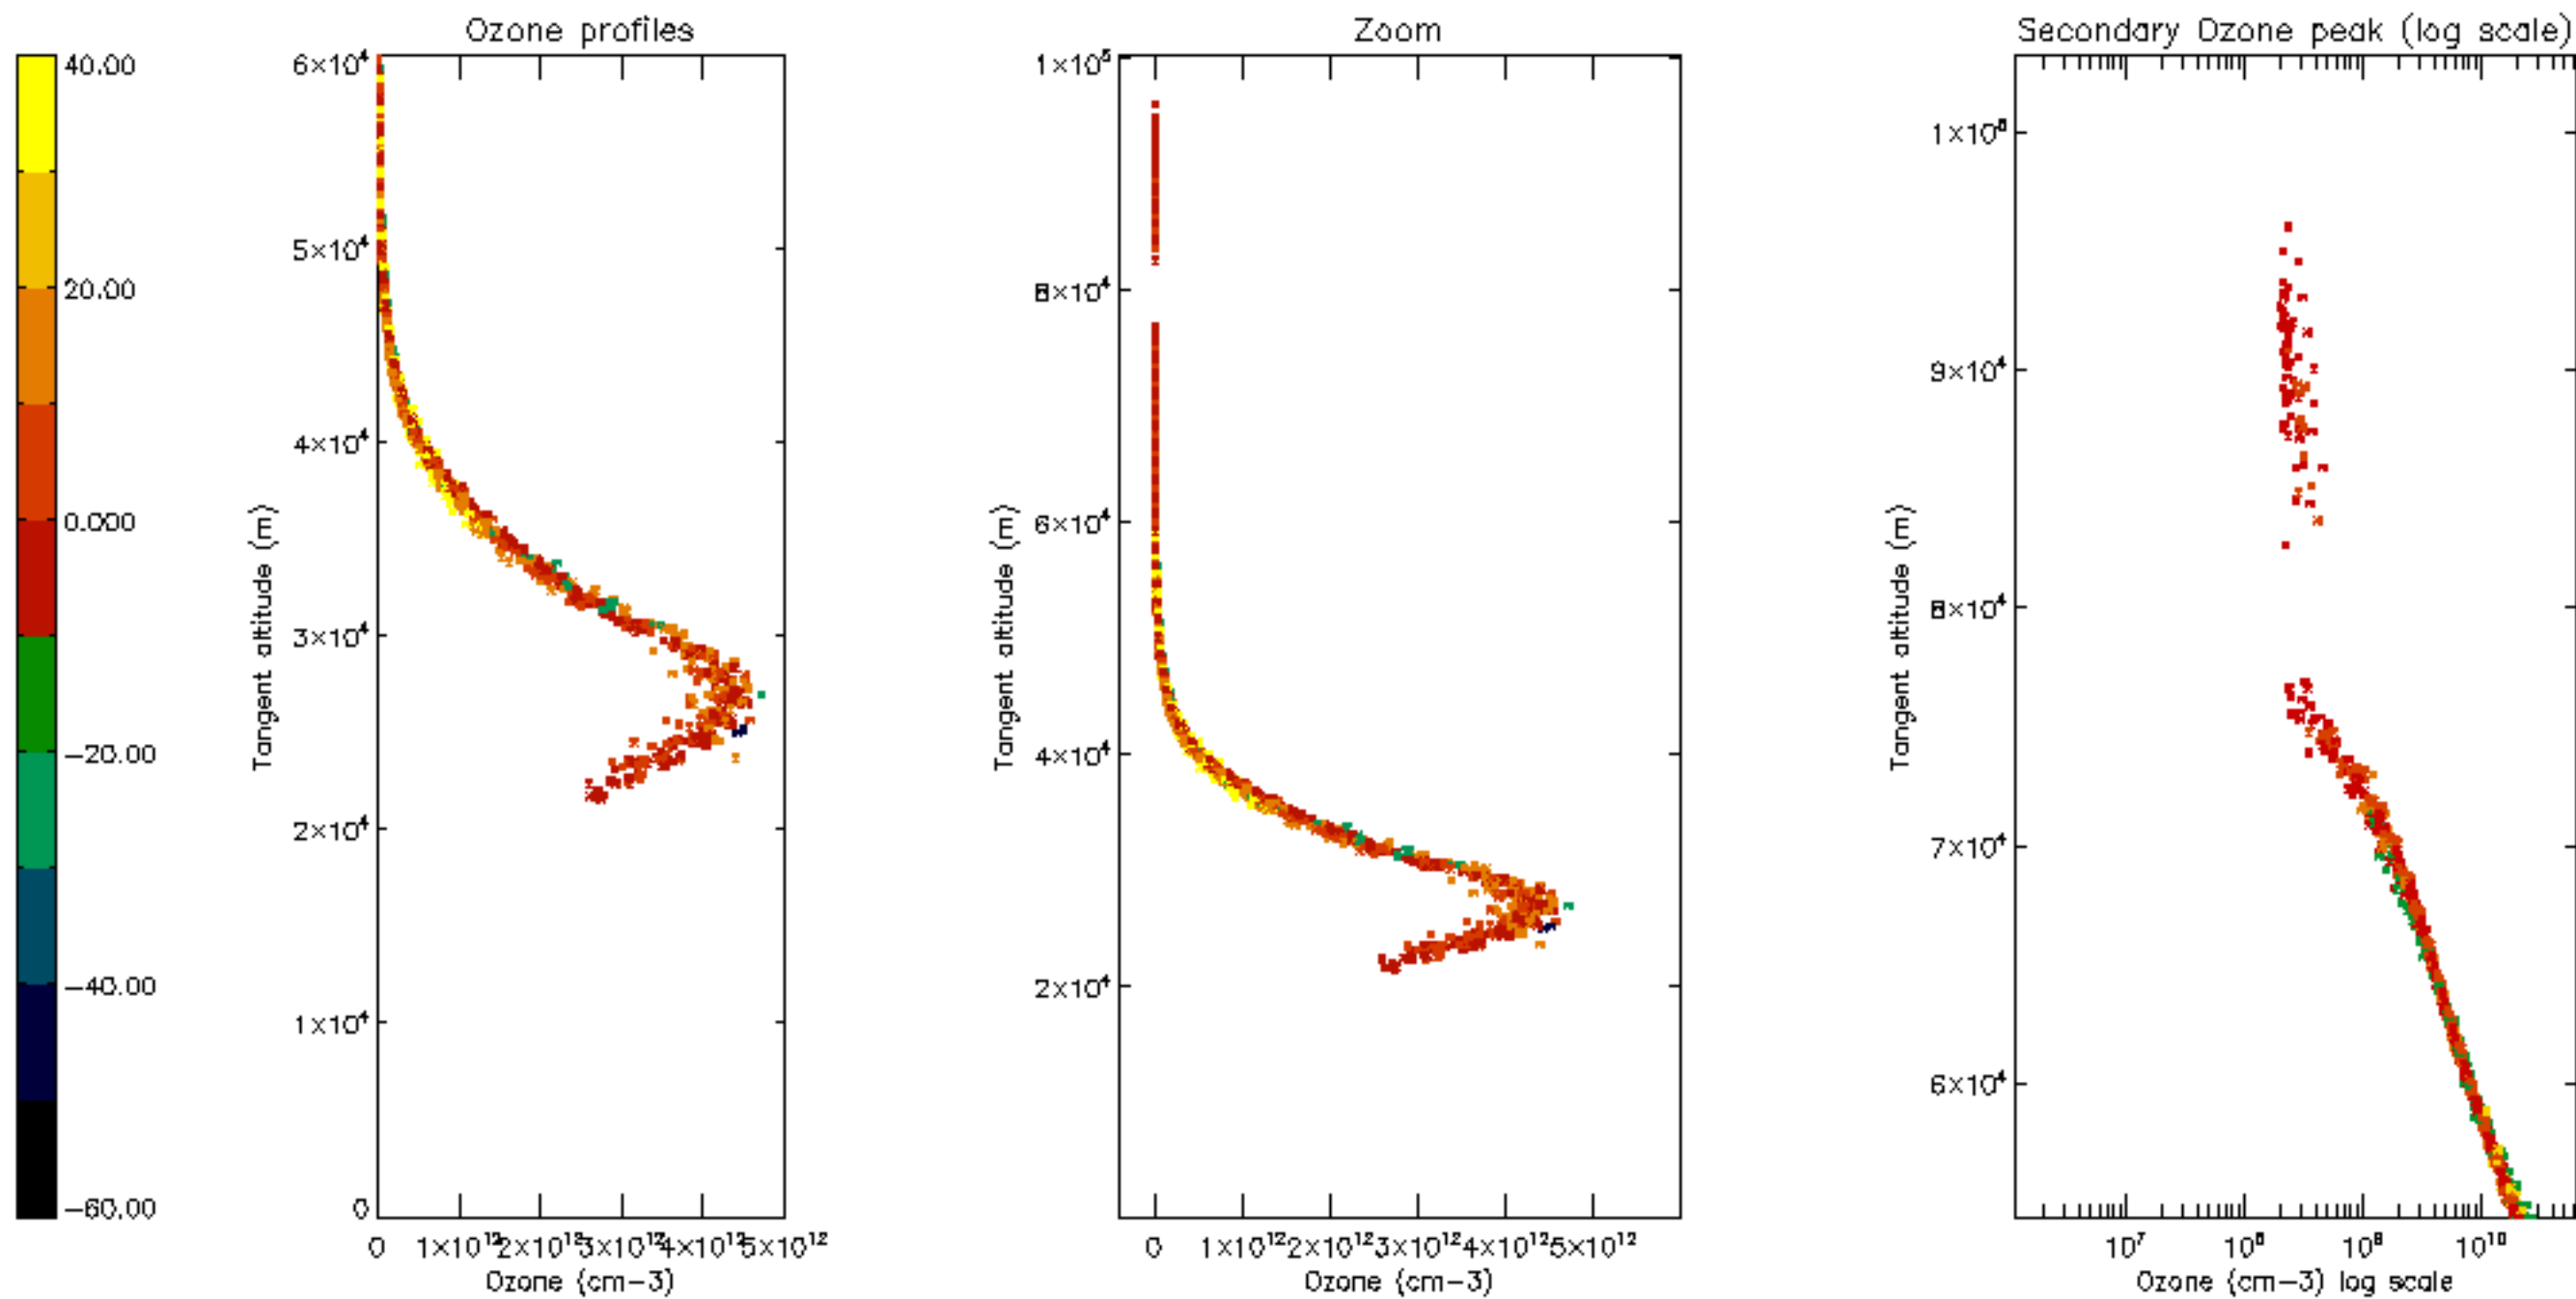 Ozone profiles
Zoom
Secondary Ozone peak (log scale)
40.00
20.00
0.000
−20.00
−40.00
−60.00
6×10⁴
5×10⁴
4×10⁴
3×10⁴
2×10⁴
1×10⁴
0
Tangent altitude (m)
0 1×10¹² 2×10¹² 3×10¹² 4×10¹² 5×10¹²
Ozone (cm−3)
1×10⁵
8×10⁴
6×10⁴
4×10⁴
2×10⁴
Tangent altitude (m)
0 1×10¹² 2×10¹² 3×10¹² 4×10¹² 5×10¹²
Ozone (cm−3)
9×10⁴
8×10⁴
7×10⁴
6×10⁴
Tangent altitude (m)
10⁷ 10⁸ 10⁹ 10¹⁰
Ozone (cm−3) log scale